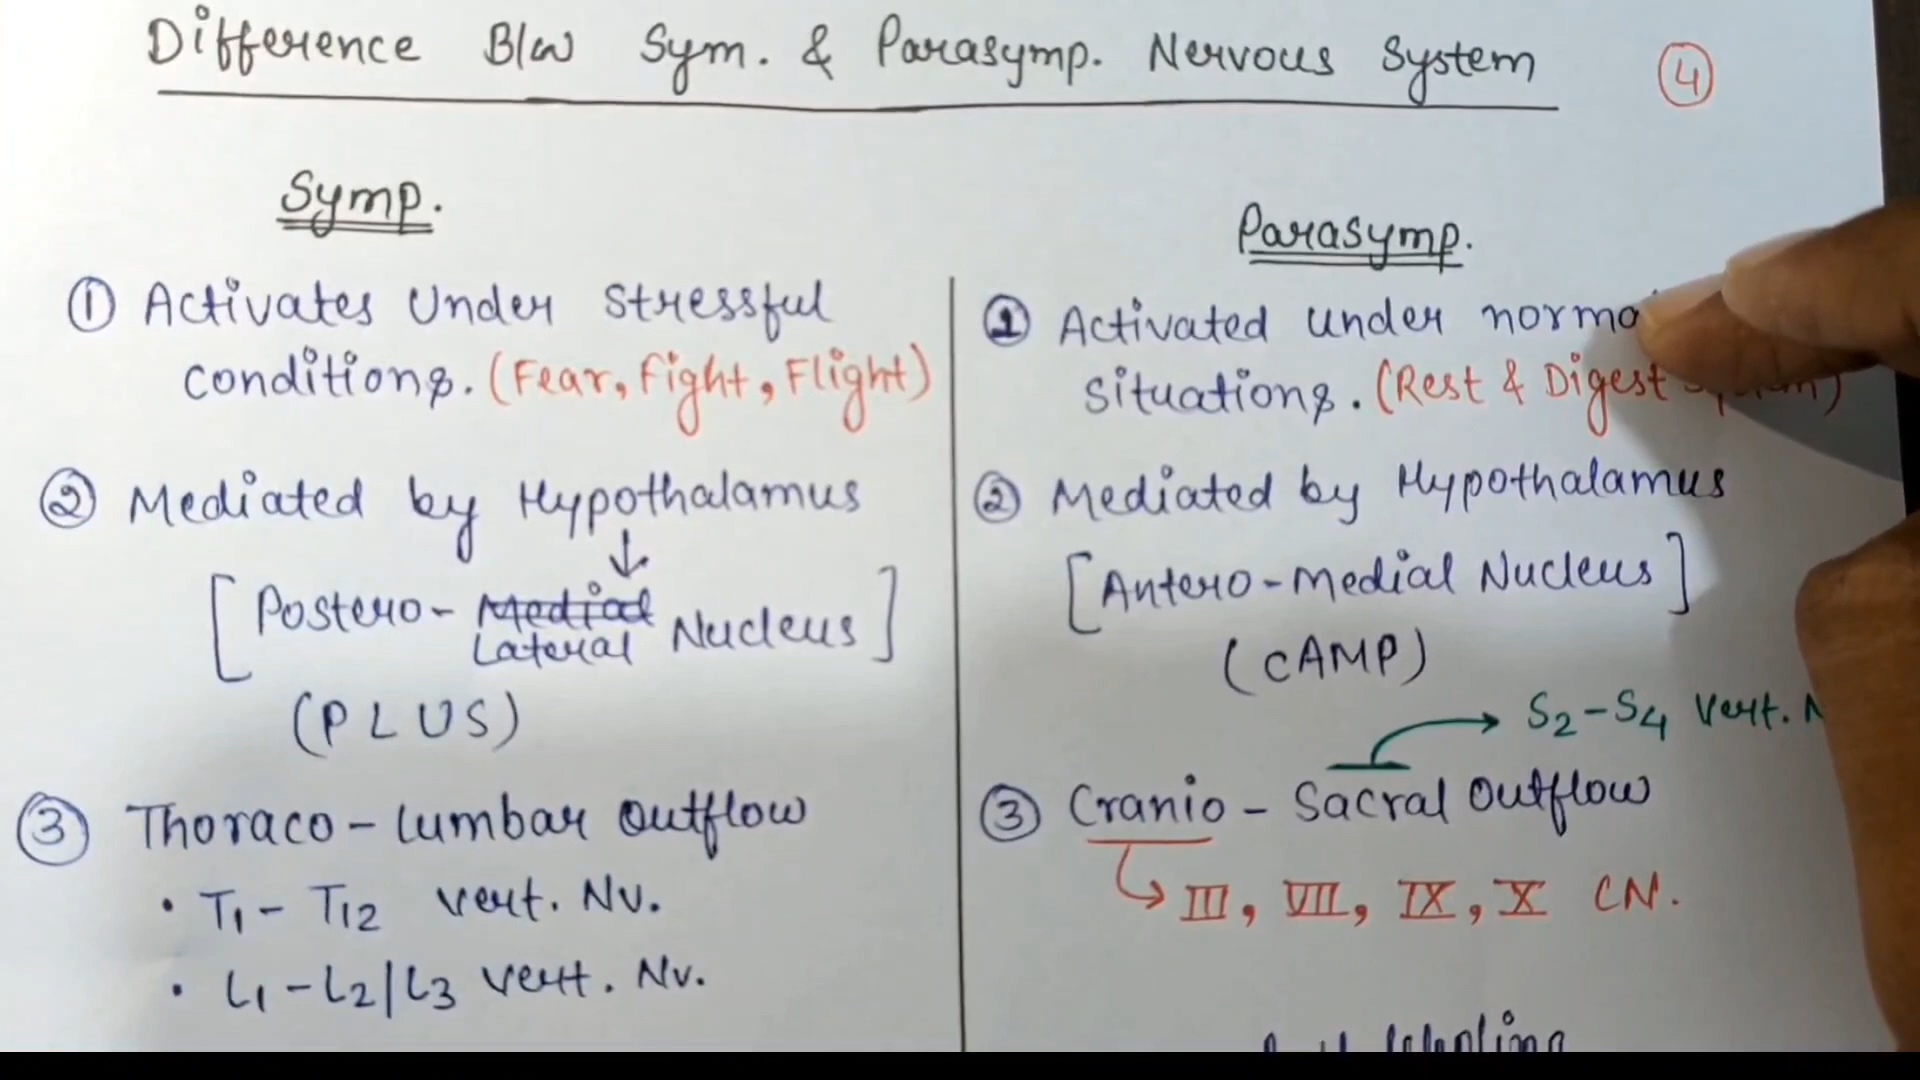 Difference B/w Sym. & Parasymp. Nervous System
4
Symp.
① Activates Under Stressful
conditions. (Fear, Fight, Flight)
② Mediated by Hypothalamus
↓
[Postero- Medial Nucleus]
Lateral
(PLUS)
③ Thoraco-lumbar Outflow
• T1 - T12 vert. Nv.
• L1 - L2/L3 vert. Nv.
Parasymp.
① Activated under
situations. (Rest & Digest
② Mediated by Hypothalamus
[Antero-medial Nucleus]
(CAMP)
→ S2-S4 Vert.
③ Cranio - Sacral Outflow
↳ III, VII, IX, X CN.